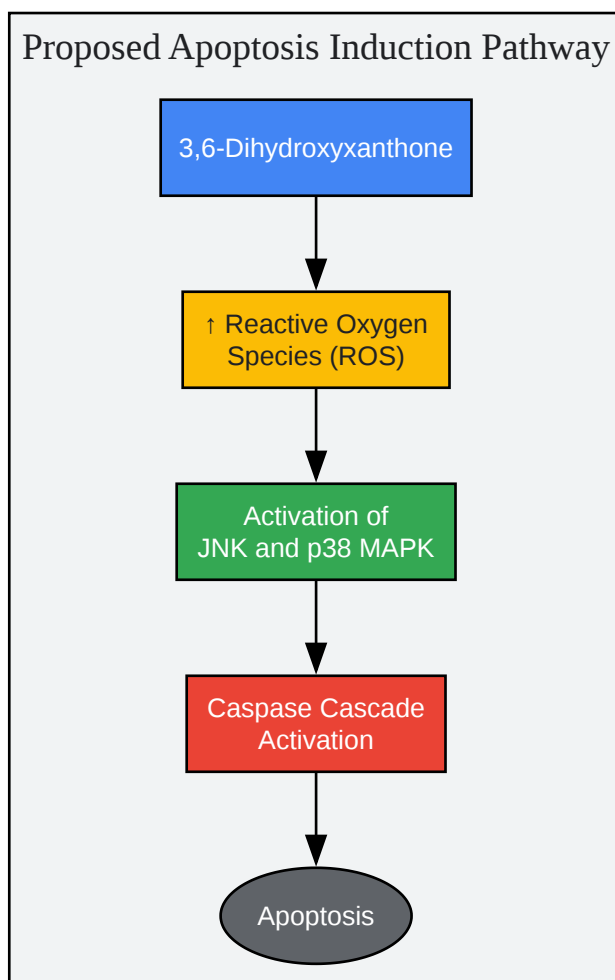 Proposed Apoptosis Induction Pathway
3,6-Dihydroxyxanthone
↑ Reactive Oxygen
Species (ROS)
Activation of
JNK and p38 MAPK
Caspase Cascade
Activation
Apoptosis